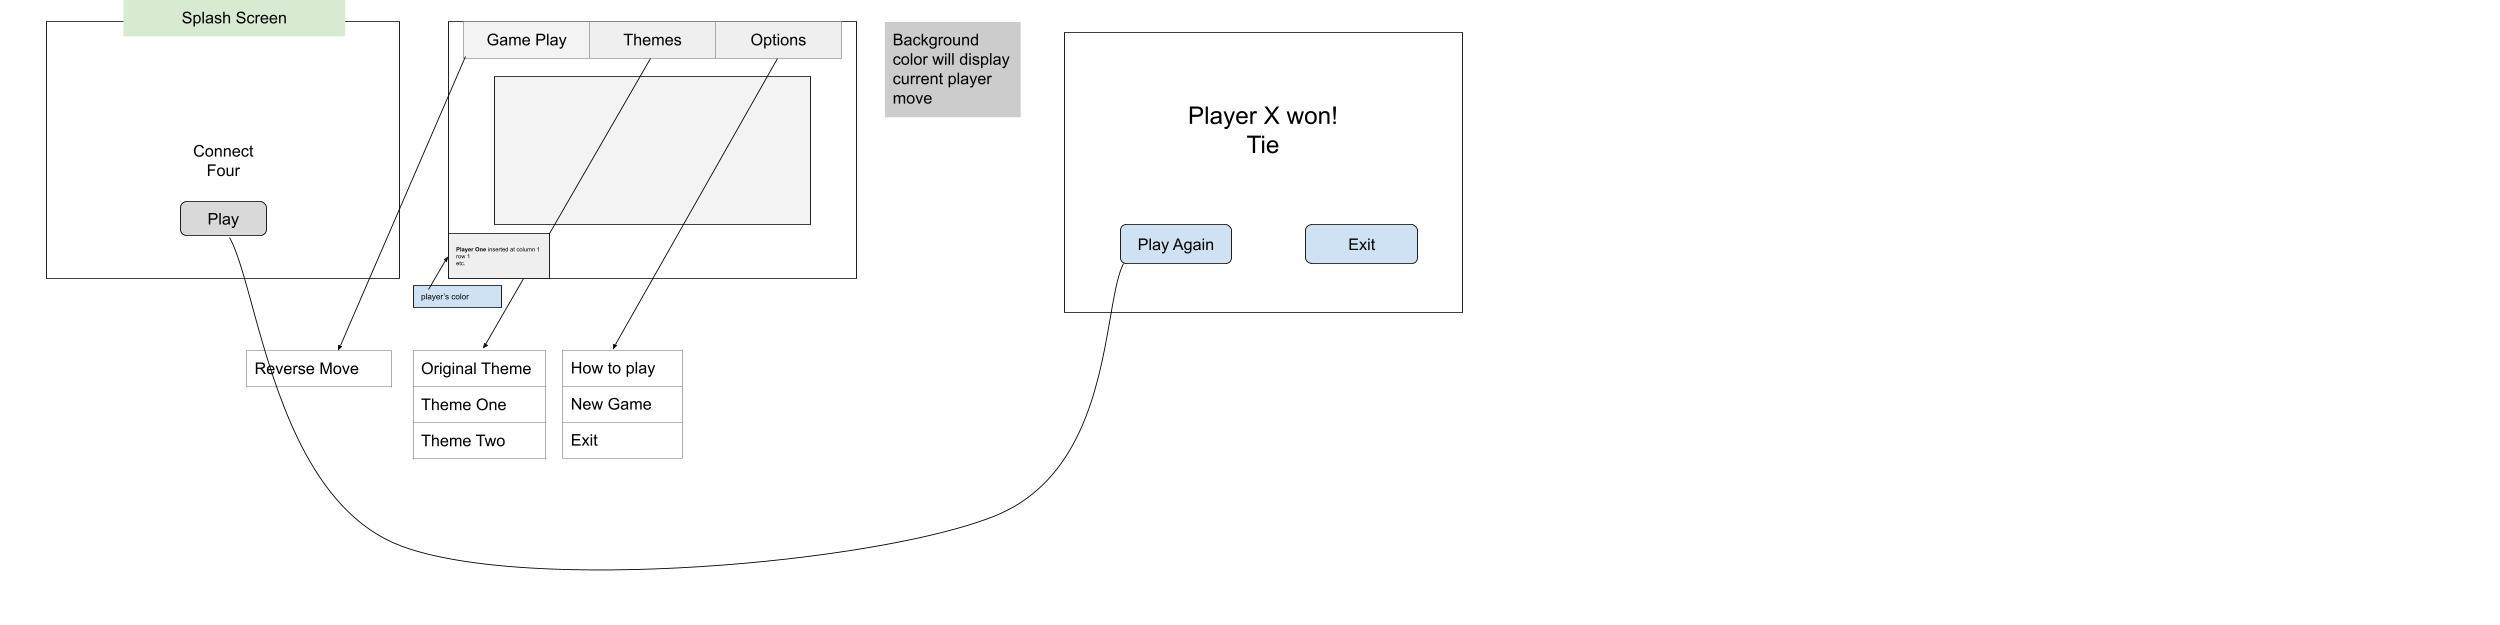 Splash Screen
Connect
Four
Play
Game Play
Themes
Options
Player One inserted at column 1
row 1
etc.
player's color
Background
color will display
current player
move
Player X won!
Tie
Play Again
Exit
Reverse Move
Original Theme
Theme One
Theme Two
How to play
New Game
Exit